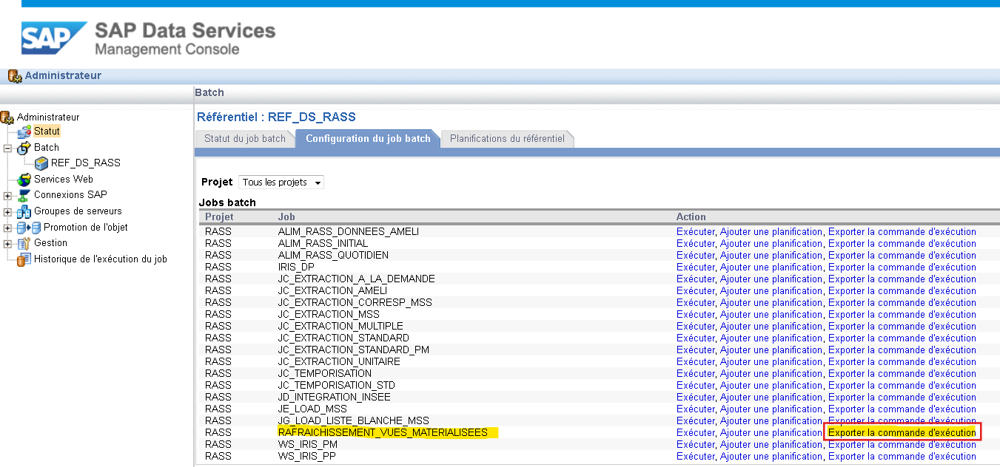 SAP SAP Data Services
Management Console
Administrateur
Batch
Administrateur
Statut
Batch
REF_DS_RASS
Services Web
Connexions SAP
Groupes de serveurs
Promotion de l'objet
Gestion
Historique de l'exécution du job
Référentiel : REF_DS_RASS
Statut du job batch Configuration du job batch Planifications du référentiel
Projet Tous les projets
Jobs batch
Projet Job Action
RASS ALIM_RASS_DONNEES_AMELI Exécuter, Ajouter une planification, Exporter la commande d'exécution
RASS ALIM_RASS_INITIAL Exécuter, Ajouter une planification, Exporter la commande d'exécution
RASS ALIM_RASS_QUOTIDIEN Exécuter, Ajouter une planification, Exporter la commande d'exécution
RASS IRIS_DP Exécuter, Ajouter une planification, Exporter la commande d'exécution
RASS JC_EXTRACTION_A_LA_DEMANDE Exécuter, Ajouter une planification, Exporter la commande d'exécution
RASS JC_EXTRACTION_AMELI Exécuter, Ajouter une planification, Exporter la commande d'exécution
RASS JC_EXTRACTION_CORRESP_MSS Exécuter, Ajouter une planification, Exporter la commande d'exécution
RASS JC_EXTRACTION_MSS Exécuter, Ajouter une planification, Exporter la commande d'exécution
RASS JC_EXTRACTION_MULTIPLE Exécuter, Ajouter une planification, Exporter la commande d'exécution
RASS JC_EXTRACTION_STANDARD Exécuter, Ajouter une planification, Exporter la commande d'exécution
RASS JC_EXTRACTION_STANDARD_PM Exécuter, Ajouter une planification, Exporter la commande d'exécution
RASS JC_EXTRACTION_UNITAIRE Exécuter, Ajouter une planification, Exporter la commande d'exécution
RASS JC_TEMPORISATION Exécuter, Ajouter une planification, Exporter la commande d'exécution
RASS JC_TEMPORISATION_STD Exécuter, Ajouter une planification, Exporter la commande d'exécution
RASS JD_INTEGRATION_INSEE Exécuter, Ajouter une planification, Exporter la commande d'exécution
RASS JE_LOAD_MSS Exécuter, Ajouter une planification, Exporter la commande d'exécution
RASS JG_LOAD_LISTE_BLANCHE_MSS Exécuter, Ajouter une planification, Exporter la commande d'exécution
RASS RAFRAICHISSEMENT_VUES_MATERIALISEES Exécuter, Ajouter une planification, Exporter la commande d'exécution
RASS WS_IRIS_PM Exécuter, Ajouter une planification, Exporter la commande d'exécution
RASS WS_IRIS_PP Exécuter, Ajouter une planification, Exporter la commande d'exécution